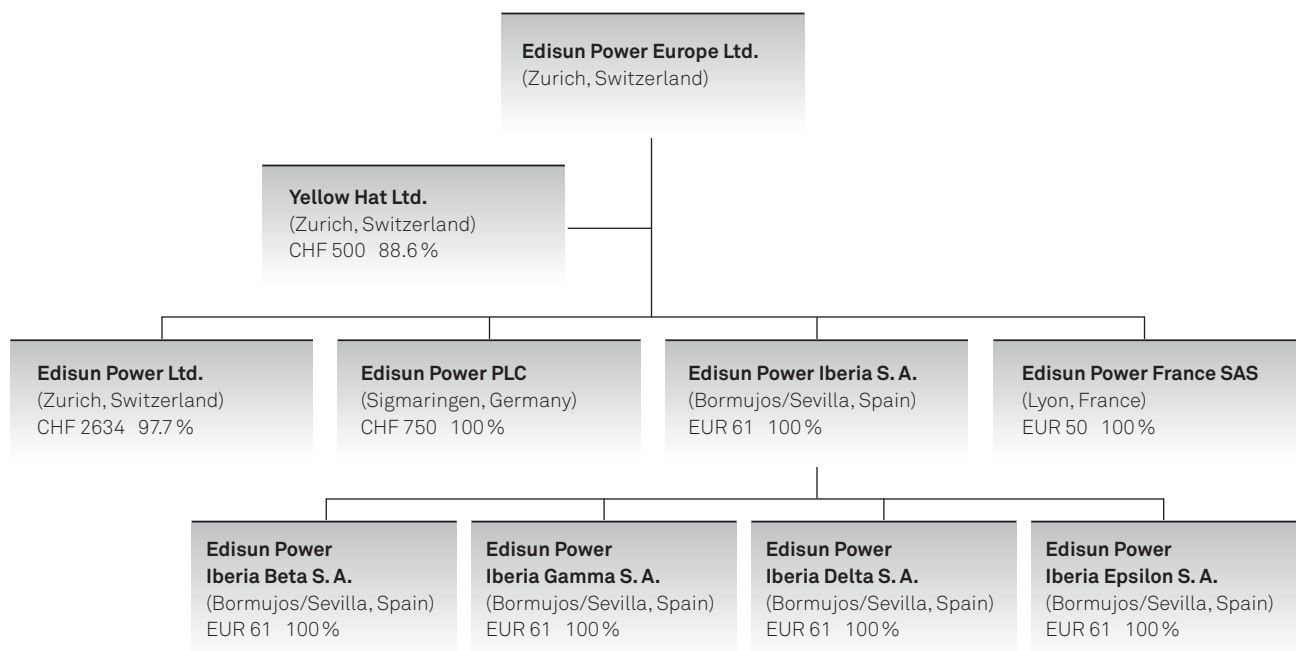 Edisun Power Europe Ltd.
(Zurich, Switzerland)
Yellow Hat Ltd.
(Zurich, Switzerland)
CHF 500 88.6 %
Edisun Power Ltd.
(Zurich, Switzerland)
CHF 2634 97.7 %
Edisun Power PLC
(Sigmaringen, Germany)
CHF 750 100 %
Edisun Power Iberia S. A.
(Bormujos/Sevilla, Spain)
EUR 61 100 %
Edisun Power France SAS
(Lyon, France)
EUR 50 100 %
Edisun Power
Iberia Beta S. A.
(Bormujos/Sevilla, Spain)
EUR 61 100 %
Edisun Power
Iberia Gamma S. A.
(Bormujos/Sevilla, Spain)
EUR 61 100 %
Edisun Power
Iberia Delta S. A.
(Bormujos/Sevilla, Spain)
EUR 61 100 %
Edisun Power
Iberia Epsilon S. A.
(Bormujos/Sevilla, Spain)
EUR 61 100 %